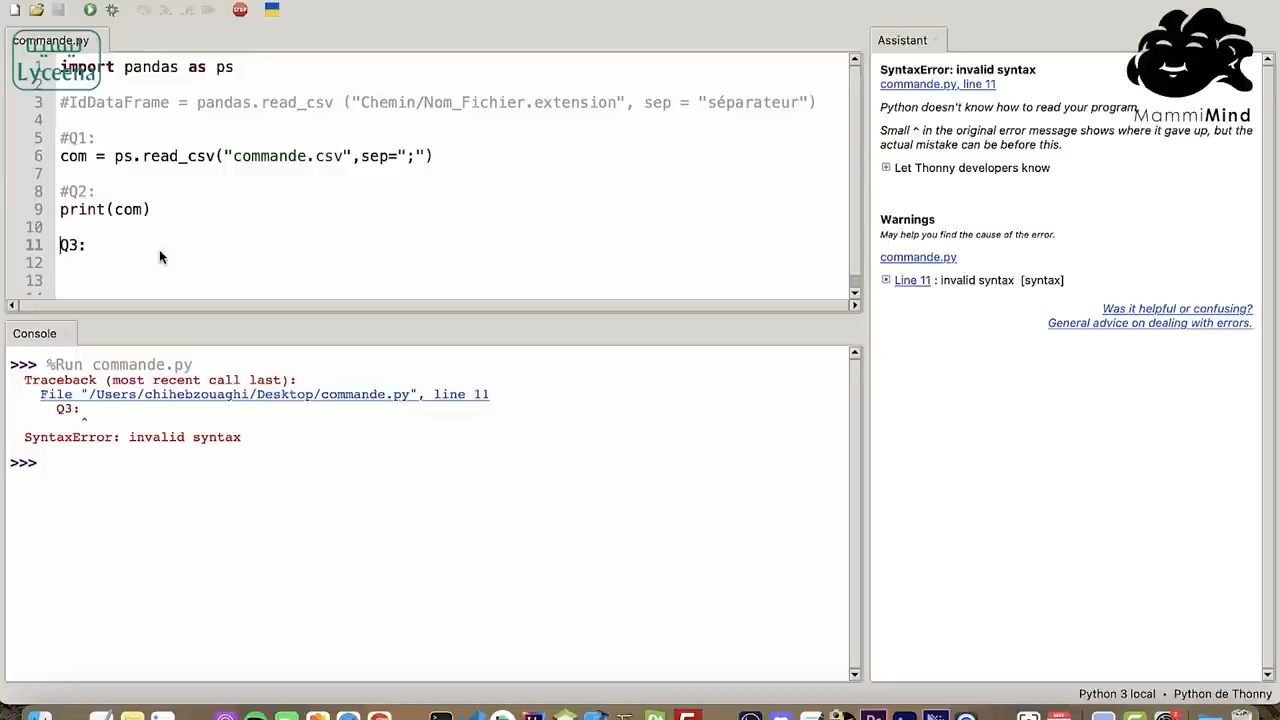 commande.py
Lyceena
1 import pandas as ps
2
3 #IdDataFrame = pandas.read_csv ("Chemin/Nom_Fichier.extension", sep = "séparateur")
4
5 #Q1:
6 com = ps.read_csv("commande.csv",sep=";")
7
8 #Q2:
9 print(com)
10
11 Q3:
12
13
Console
>>> %Run commande.py
Traceback (most recent call last):
File "/Users/chihebzouaghi/Desktop/commande.py", line 11
Q3:
^
SyntaxError: invalid syntax
>>>
Assistant
MammiMind
SyntaxError: invalid syntax
commande.py, line 11
Python doesn't know how to read your program.
Small ^ in the original error message shows where it gave up, but the
actual mistake can be before this.
Let Thonny developers know
Warnings
May help you find the cause of the error.
commande.py
Line 11 : invalid syntax [syntax]
Was it helpful or confusing?
General advice on dealing with errors.
Python 3 local • Python de Thonny